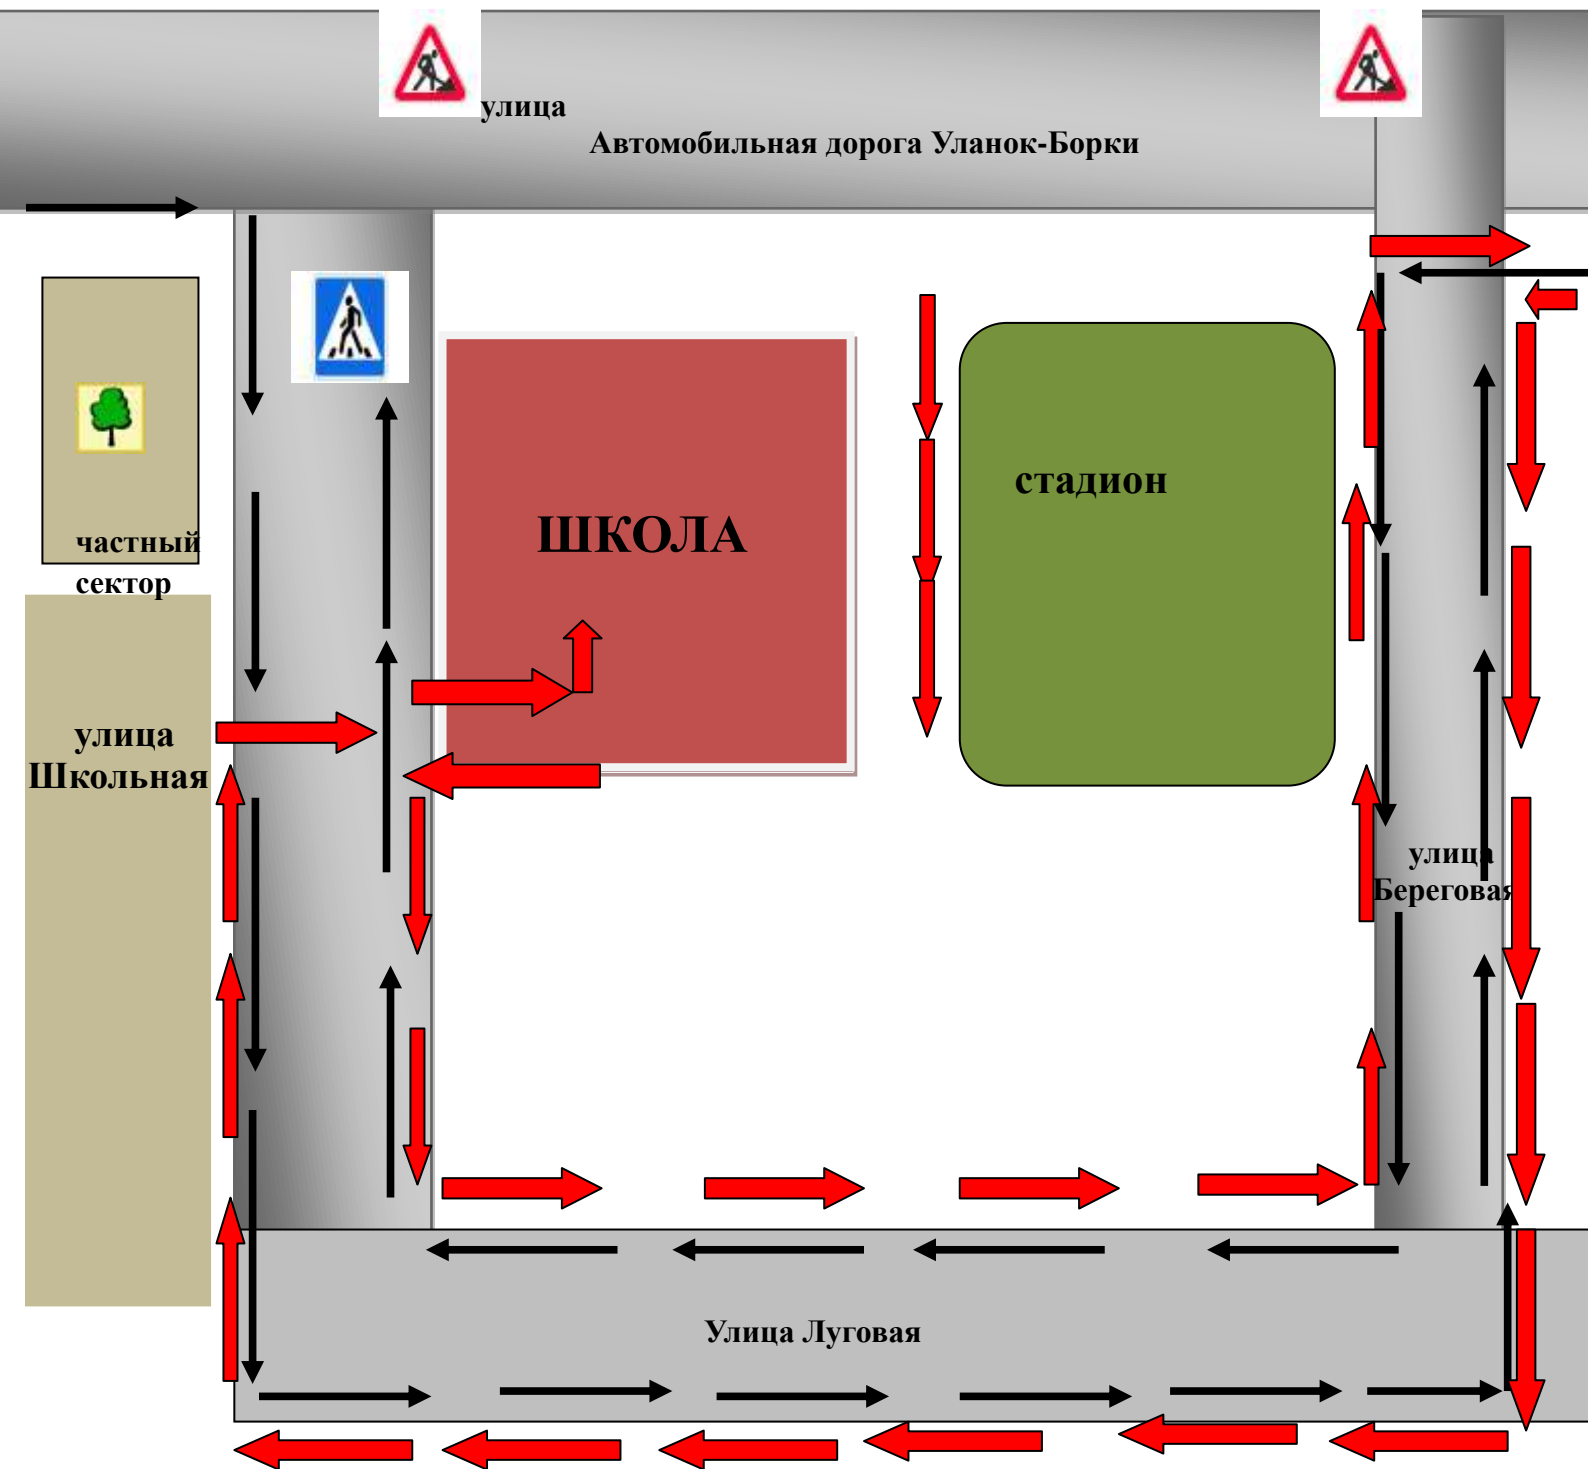 улица
Автомобильная дорога Уланок-Борки
частный
сектор
ШКОЛА
стадион
улица
Школьная
улица
Береговая
Улица Луговая